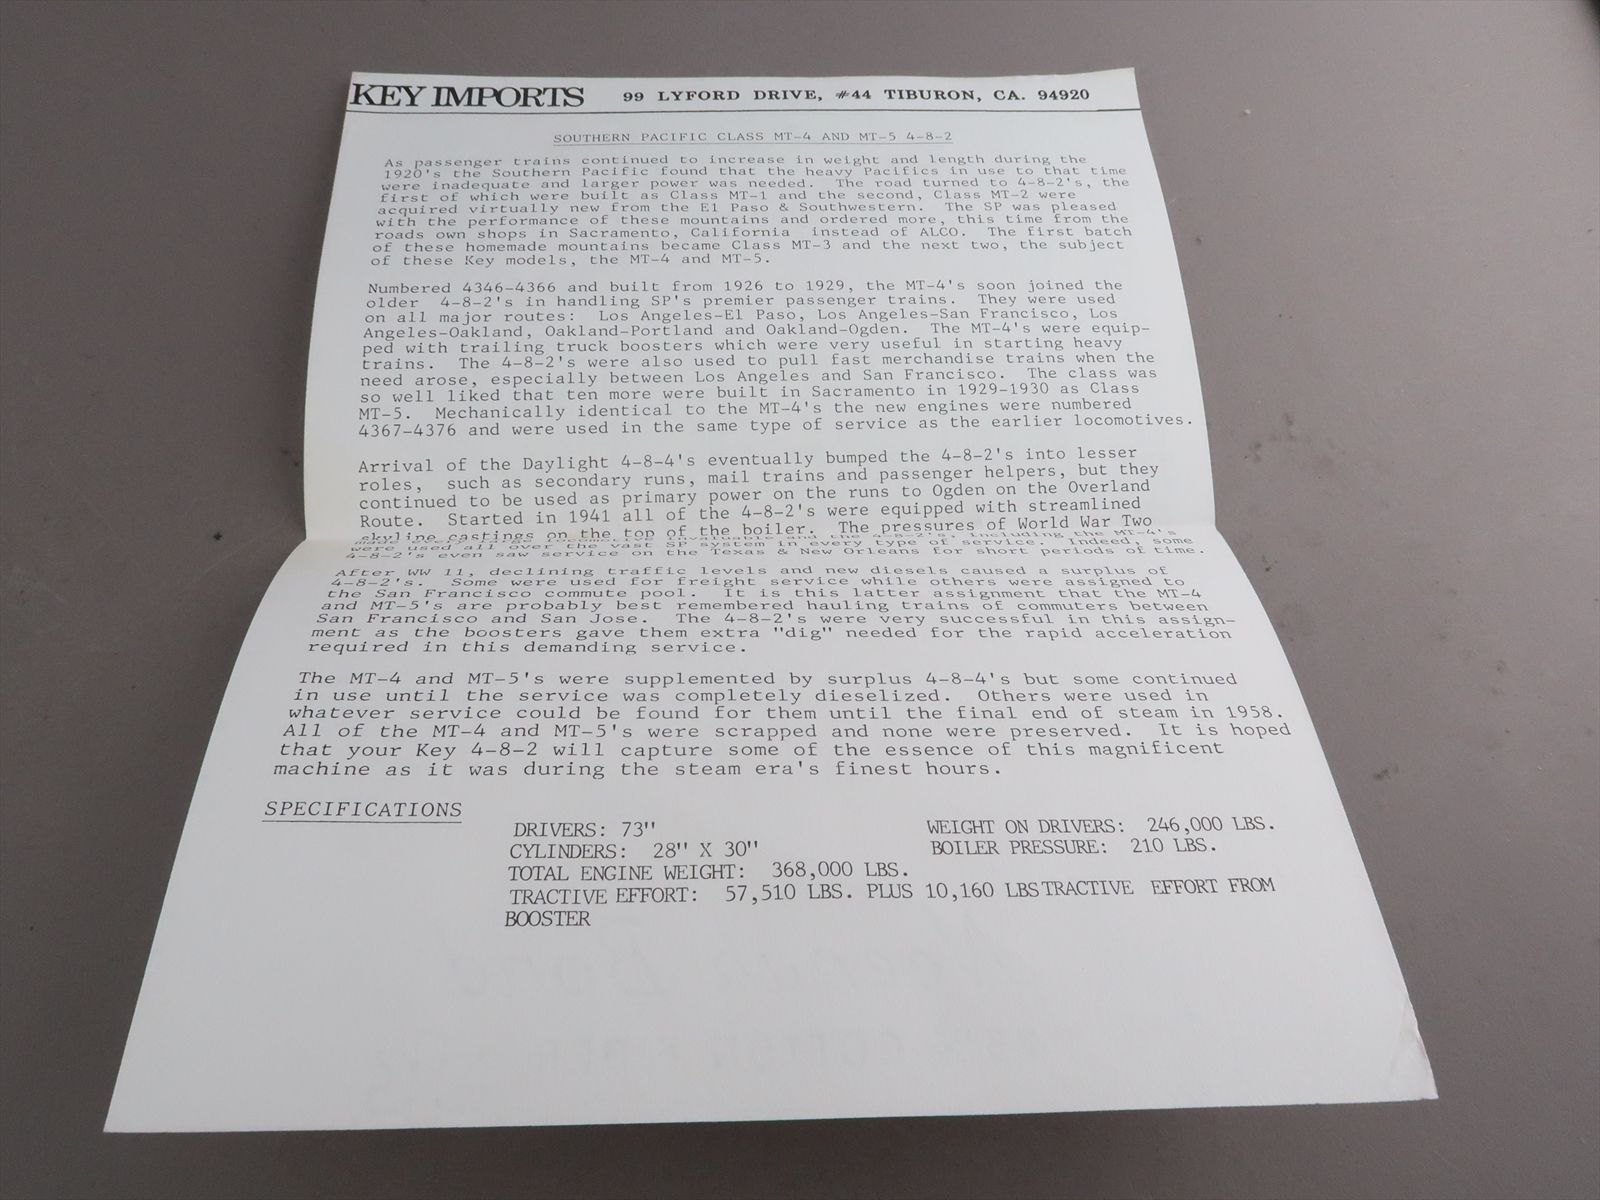 KEY IMPORTS 99 LYFORD DRIVE, #44 TIBURON, CA. 94920
SOUTHERN PACIFIC CLASS MT-4 AND MT-5 4-8-2
As passenger trains continued to increase in weight and length during the
1920's the Southern Pacific found that the heavy Pacifics in use to that time
were inadequate and larger power was needed. The road turned to 4-8-2's, the
first of which were built as Class MT-1 and the second, Class MT-2 were
acquired virtually new from the El Paso & Southwestern. The SP was pleased
with the performance of these mountains and ordered more, this time from the
roads own shops in Sacramento, California instead of ALCO. The first batch
of these homemade mountains became Class MT-3 and the next two, the subject
of these Key models, the MT-4 and MT-5.
Numbered 4346-4366 and built from 1926 to 1929, the MT-4's soon joined the
older 4-8-2's in handling SP's premier passenger trains. They were used
on all major routes: Los Angeles-El Paso, Los Angeles-San Francisco, Los
Angeles-Oakland, Oakland-Portland and Oakland-Ogden. The MT-4's were equip-
ped with trailing truck boosters which were very useful in starting heavy
trains. The 4-8-2's were also used to pull fast merchandise trains when the
need arose, especially between Los Angeles and San Francisco. The class was
so well liked that ten more were built in Sacramento in 1929-1930 as Class
MT-5. Mechanically identical to the MT-4's the new engines were numbered
4367-4376 and were used in the same type of service as the earlier locomotives.
Arrival of the Daylight 4-8-4's eventually bumped the 4-8-2's into lesser
roles, such as secondary runs, mail trains and passenger helpers, but they
continued to be used as primary power on the runs to Ogden on the Overland
Route. Started in 1941 all of the 4-8-2's were equipped with streamlined
skyline castings on the top of the boiler. The pressures of World War Two
and the 4-8-2's, including the MT-4's
were used all over the vast SP system in every type of service. Indeed, some
4-8-2's even saw service on the Texas & New Orleans for short periods of time.
After WW 11, declining traffic levels and new diesels caused a surplus of
4-8-2's. Some were used for freight service while others were assigned to
the San Francisco commute pool. It is this latter assignment that the MT-4
and MT-5's are probably best remembered hauling trains of commuters between
San Francisco and San Jose. The 4-8-2's were very successful in this assign-
ment as the boosters gave them extra "dig" needed for the rapid acceleration
required in this demanding service.
The MT-4 and MT-5's were supplemented by surplus 4-8-4's but some continued
in use until the service was completely dieselized. Others were used in
whatever service could be found for them until the final end of steam in 1958.
All of the MT-4 and MT-5's were scrapped and none were preserved. It is hoped
that your Key 4-8-2 will capture some of the essence of this magnificent
machine as it was during the steam era's finest hours.
SPECIFICATIONS
DRIVERS: 73" WEIGHT ON DRIVERS: 246,000 LBS.
CYLINDERS: 28" X 30" BOILER PRESSURE: 210 LBS.
TOTAL ENGINE WEIGHT: 368,000 LBS.
TRACTIVE EFFORT: 57,510 LBS. PLUS 10,160 LBS TRACTIVE EFFORT FROM
BOOSTER